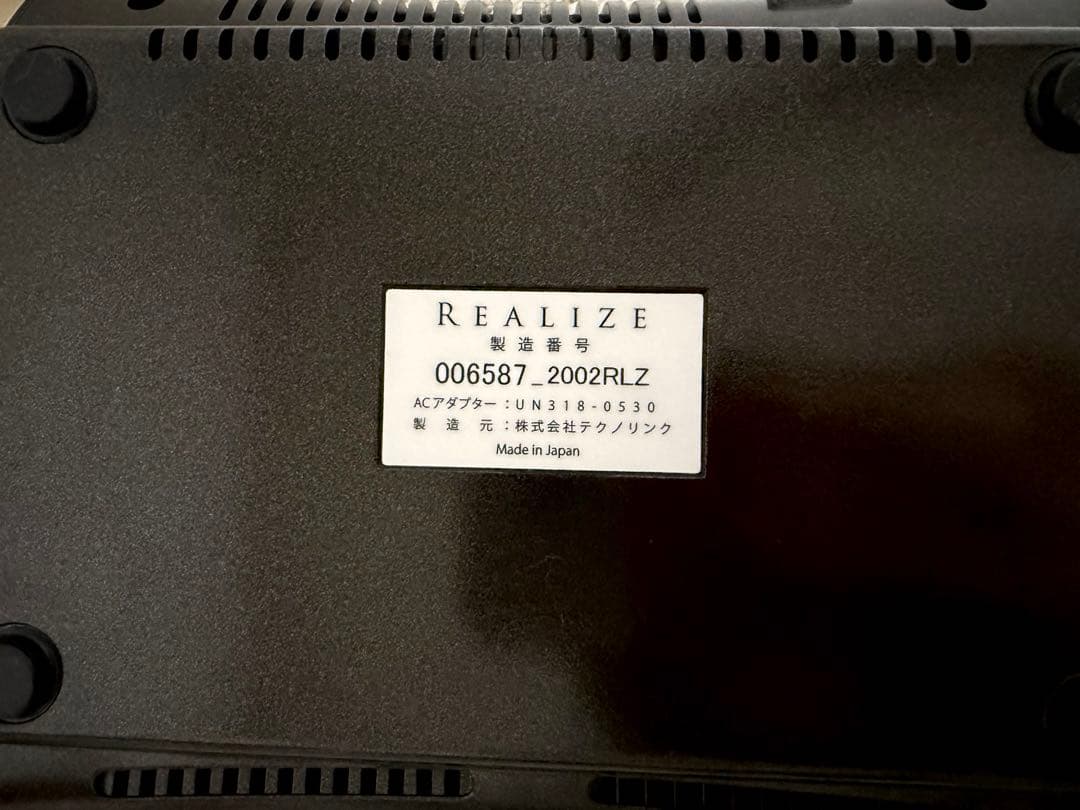 REALIZE
製造番号
006587_2002RLZ
ACアダプター：UN318-0530
製造元：株式会社テクノリンク
Made in Japan